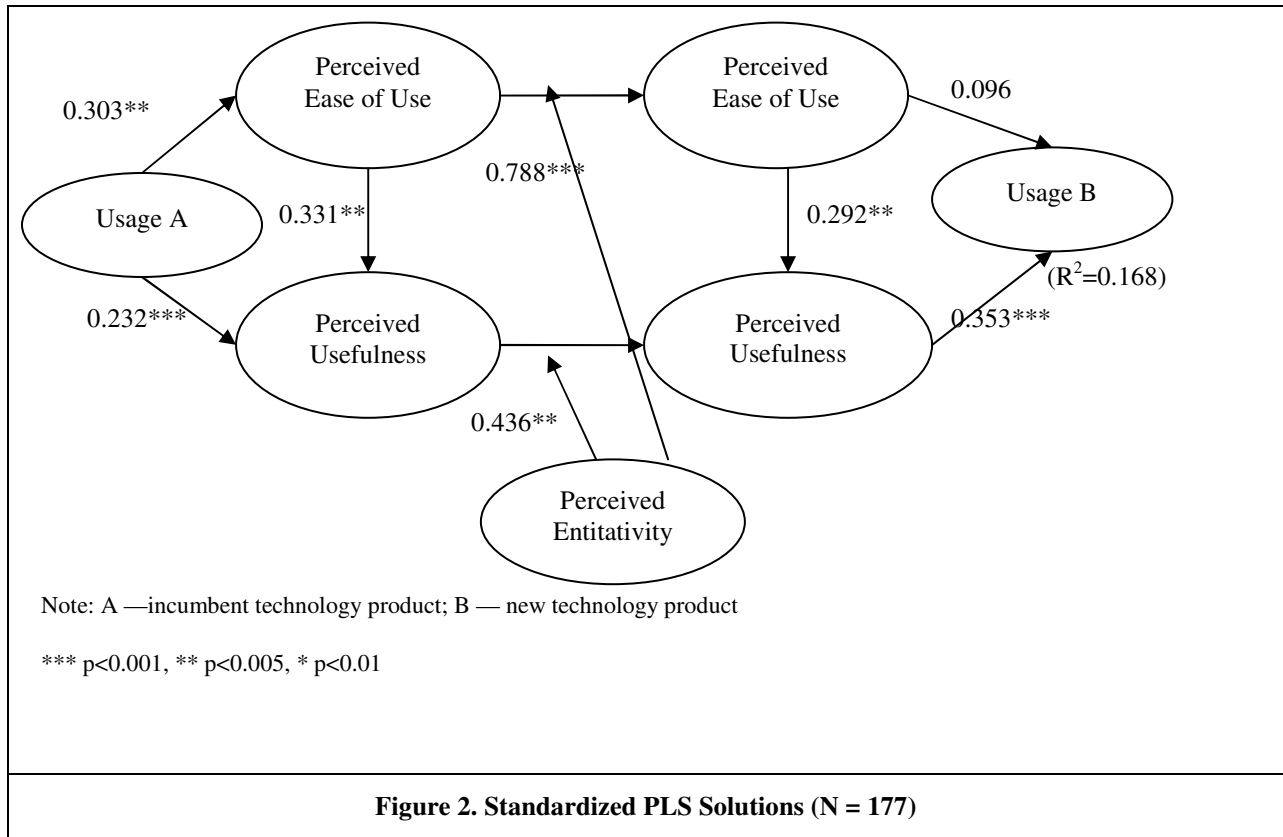 Perceived
Ease of Use
Perceived
Ease of Use
0.303**
0.096
0.788***
Usage A
Usage B
0.331**
0.292**
(R²=0.168)
0.232***
0.353***
Perceived
Usefulness
Perceived
Usefulness
0.436**
Perceived
Entitativity
Note: A —incumbent technology product; B — new technology product
*** p<0.001, ** p<0.005, * p<0.01
Figure 2. Standardized PLS Solutions (N = 177)